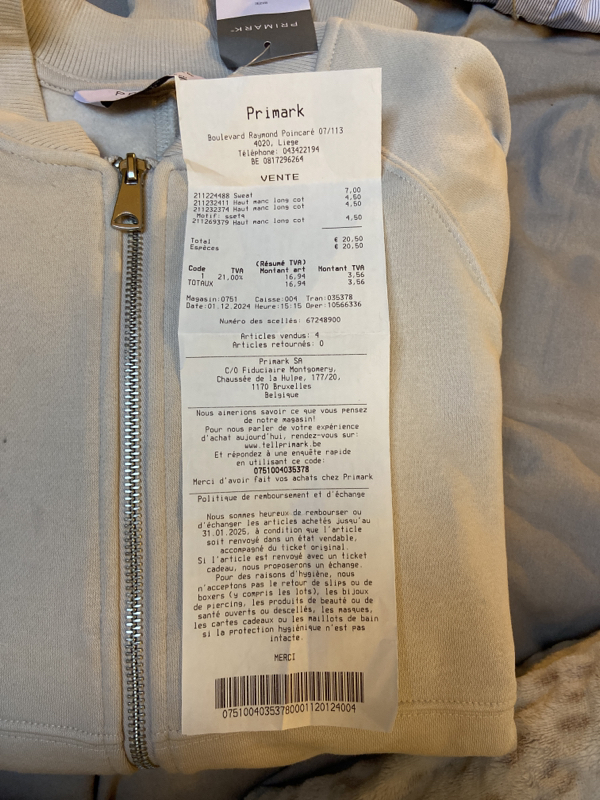 PRIMARK
Primark
Boulevard Raymond Poincaré 07/113
4020, Liege
Téléphone: 043422194
BE 0817296264
VENTE
211224488 Sweat 7,00
211232411 Haut manc long cot 4,50
211232374 Haut manc long cot 4,50
Motif: sset4
211269379 Haut manc long cot 4,50
Total € 20,50
Espèces € 20,50
(Résumé TVA)
Code TVA Montant art Montant TVA
1 21,00% 16,94 3,56
TOTAUX 16,94 3,56
Magasin:0751 Caisse:004 Tran:035378
Date:01.12.2024 Heure:15:15 Oper:10566336
Numéro des scellés: 67248900
Articles vendus: 4
Articles retournés: 0
Primark SA
C/O Fiduciaire Montgomery,
Chaussée de la Hulpe, 177/20,
1170 Bruxelles
Belgique
Nous aimerions savoir ce que vous pensez
de notre magasin!
Pour nous parler de votre expérience
d'achat aujourd'hui, rendez-vous sur:
www.tellprimark.be
Et répondez à une enquête rapide
en utilisant ce code:
0751004035378
Merci d'avoir fait vos achats chez Primark
Politique de remboursement et d'échange
Nous sommes heureux de rembourser ou
d'échanger les articles achetés jusqu'au
31.01.2025, à condition que l'article
soit renvoyé dans un état vendable,
accompagné du ticket original.
Si l'article est renvoyé avec un ticket
cadeau, nous proposerons un échange.
Pour des raisons d'hygiène, nous
n'acceptons pas le retour de slips ou de
boxers (y compris les lots), les bijoux
de piercing, les produits de beauté ou de
santé ouverts ou descellés, les masques,
les cartes cadeaux ou les maillots de bain
si la protection hygiénique n'est pas
intacte.
MERCI
07510040353780001120124004